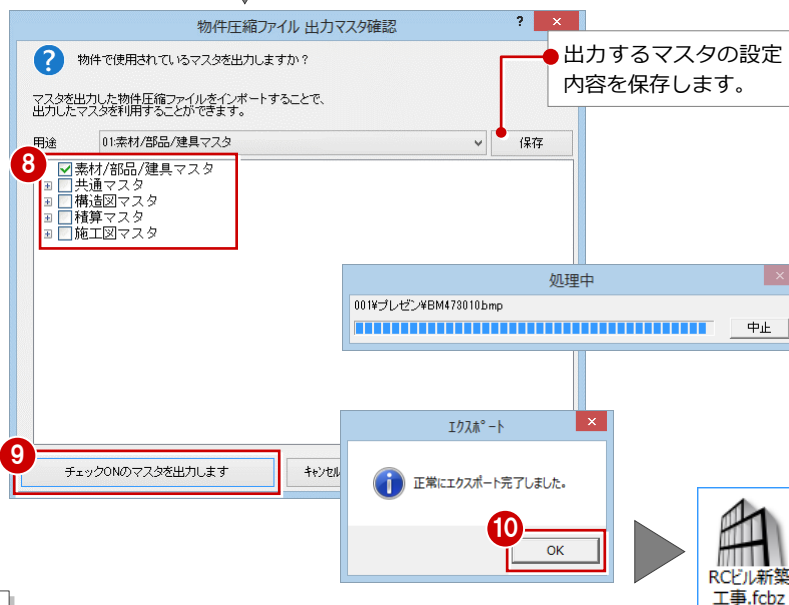 物件圧縮ファイル 出力マスタ確認
?
×
物件で使用されているマスタを出力しますか？
出力するマスタの設定
内容を保存します。
マスタを出力した物件圧縮ファイルをインポートすることで、
出力したマスタを利用することができます。
用途
01:素材/部品/建具マスタ
保存
8
素材/部品/建具マスタ
共通マスタ
構造図マスタ
積算マスタ
施工図マスタ
処理中
×
001¥プレゼン¥BM473010.bmp
中止
9
チェックONのマスタを出力します
キャンセル
エクスポート
×
正常にエクスポート完了しました。
10
OK
RCビル新築
工事.fcbz